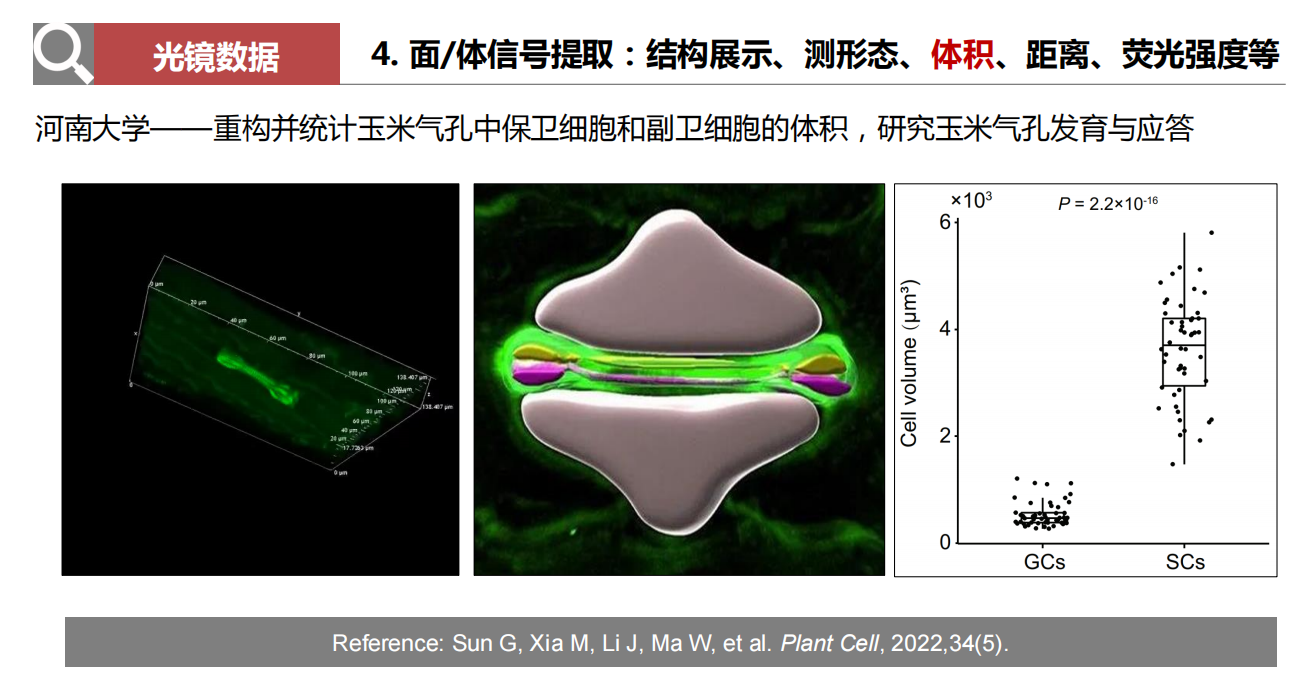 光镜数据
4. 面/体信号提取：结构展示、测形态、体积、距离、荧光强度等
河南大学——重构并统计玉米气孔中保卫细胞和副卫细胞的体积，研究玉米气孔发育与应答
0 µm
20 µm
40 µm
60 µm
80 µm
100 µm
y
x
z
138.407 µm
138.407 µm
100 µm
80 µm
60 µm
40 µm
20 µm
17.7283 µm
0 µm
×10³
P = 2.2×10⁻¹⁶
6
4
2
0
Cell volume (µm³)
GCs
SCs
Reference: Sun G, Xia M, Li J, Ma W, et al. Plant Cell, 2022,34(5).